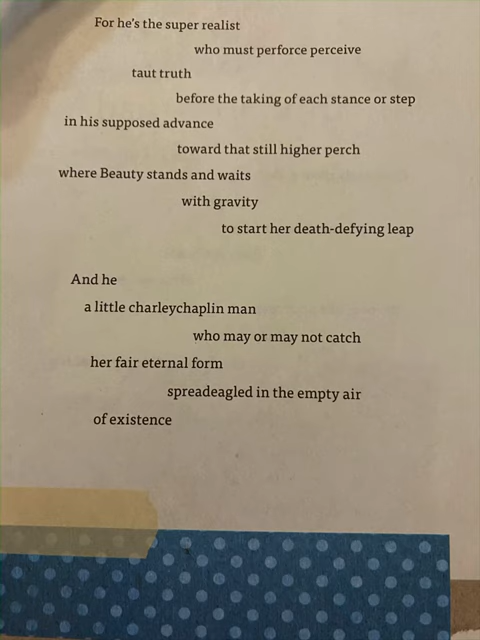 For he's the super realist
who must perforce perceive
taut truth
before the taking of each stance or step
in his supposed advance
toward that still higher perch
where Beauty stands and waits
with gravity
to start her death-defying leap
And he
a little charleychaplin man
who may or may not catch
her fair eternal form
spreadeagled in the empty air
of existence